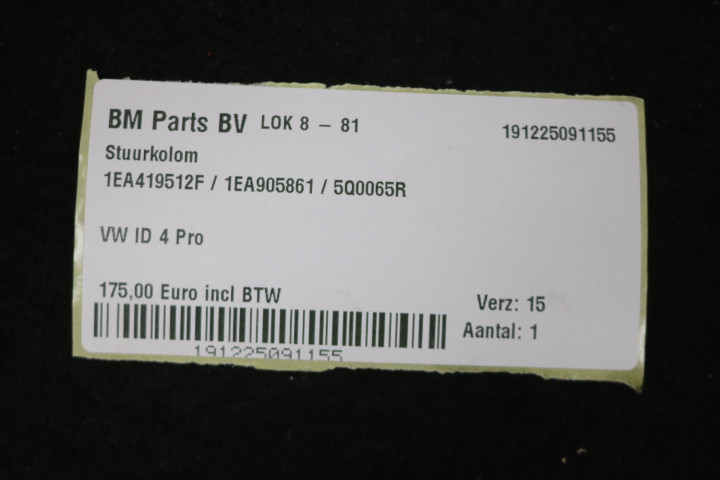 BM Parts BV LOK 8 – 81 191225091155
Stuurkolom
1EA419512F / 1EA905861 / 5Q0065R
VW ID 4 Pro
175,00 Euro incl BTW Verz: 15
Aantal: 1
191225091155